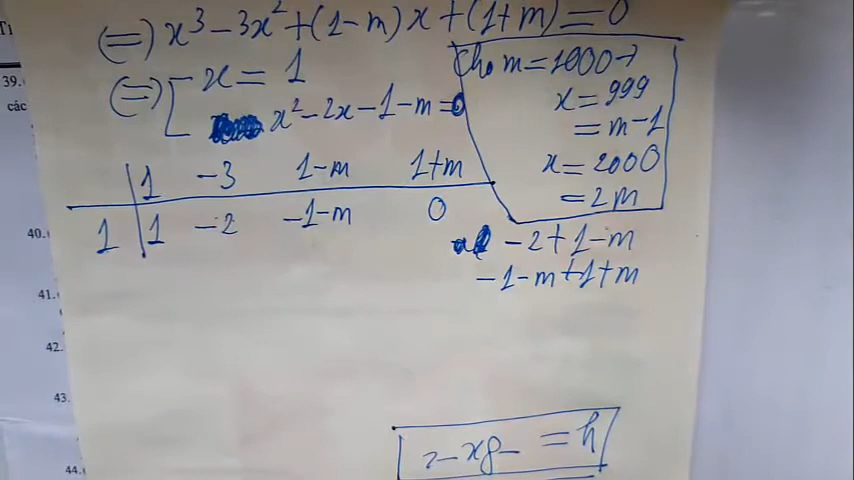 (=) x³ - 3x² + (1-m)x + (1+m) = 0
(=) [ x = 1
x² - 2x - 1 - m = 0
Cho m = 1000 →
x = 999
= m - 1
x = 2000
= 2m
1 -3 1-m 1+m
1 1 -2 -1-m 0
-2 + 1 - m
-1 - m + 1 + m
39.
các
40.
41.
42.
43.
44.